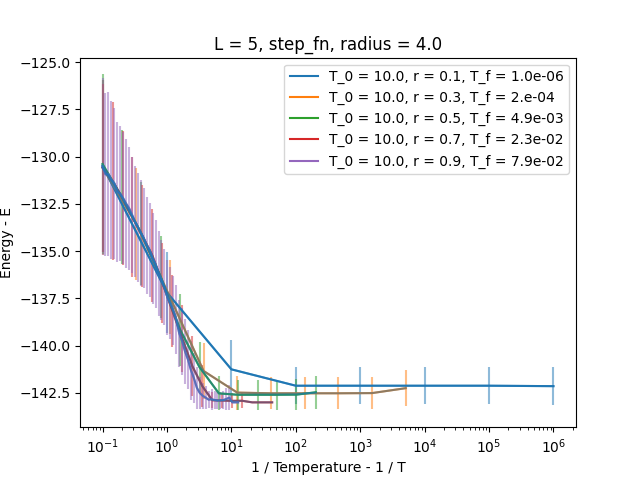 L = 5, step_fn, radius = 4.0
T_0 = 10.0, r = 0.1, T_f = 1.0e-06
T_0 = 10.0, r = 0.3, T_f = 2.e-04
T_0 = 10.0, r = 0.5, T_f = 4.9e-03
T_0 = 10.0, r = 0.7, T_f = 2.3e-02
T_0 = 10.0, r = 0.9, T_f = 7.9e-02
Energy - E
−125.0
−127.5
−130.0
−132.5
−135.0
−137.5
−140.0
−142.5
10⁻¹ 10⁰ 10¹ 10² 10³ 10⁴ 10⁵ 10⁶
1 / Temperature - 1 / T